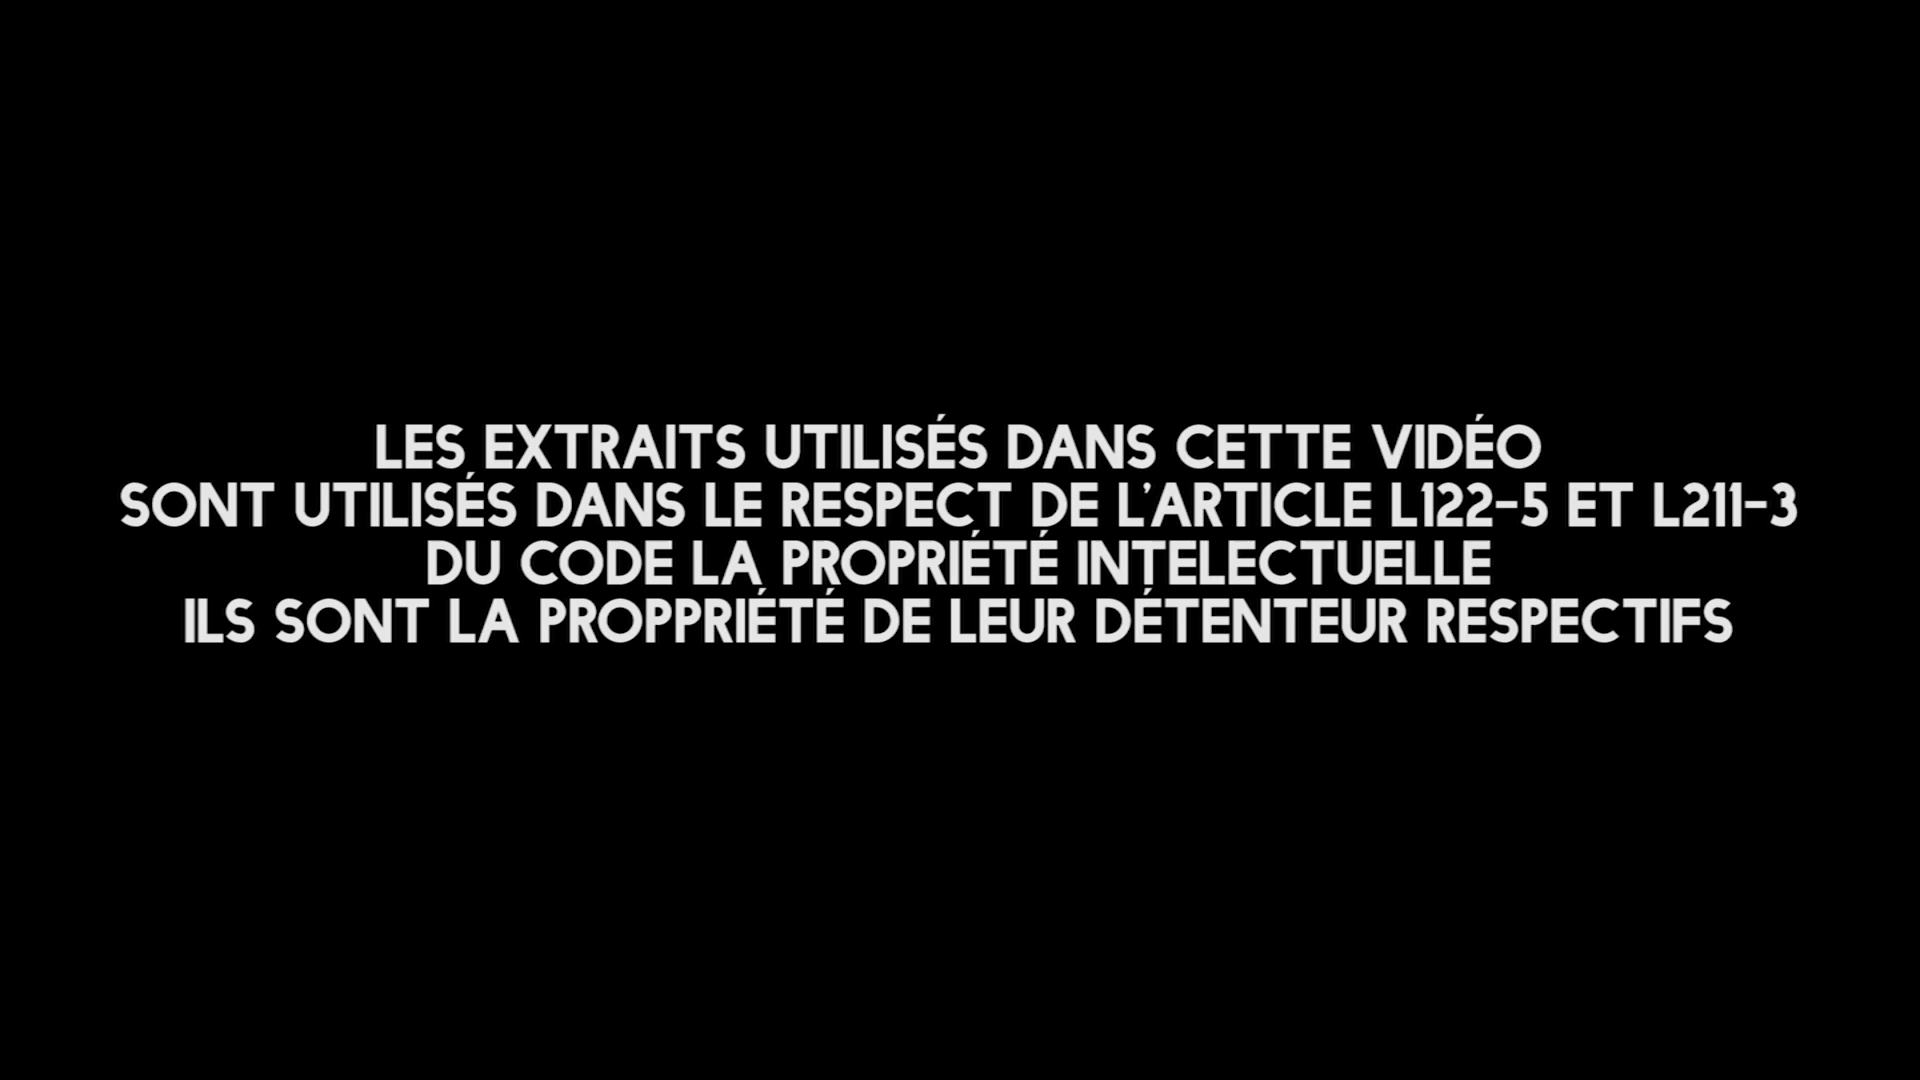 LES EXTRAITS UTILISÉS DANS CETTE VIDÉO
SONT UTILISÉS DANS LE RESPECT DE L'ARTICLE L122-5 ET L211-3
DU CODE LA PROPRIÉTÉ INTELECTUELLE
ILS SONT LA PROPPRIÉTÉ DE LEUR DÉTENTEUR RESPECTIFS